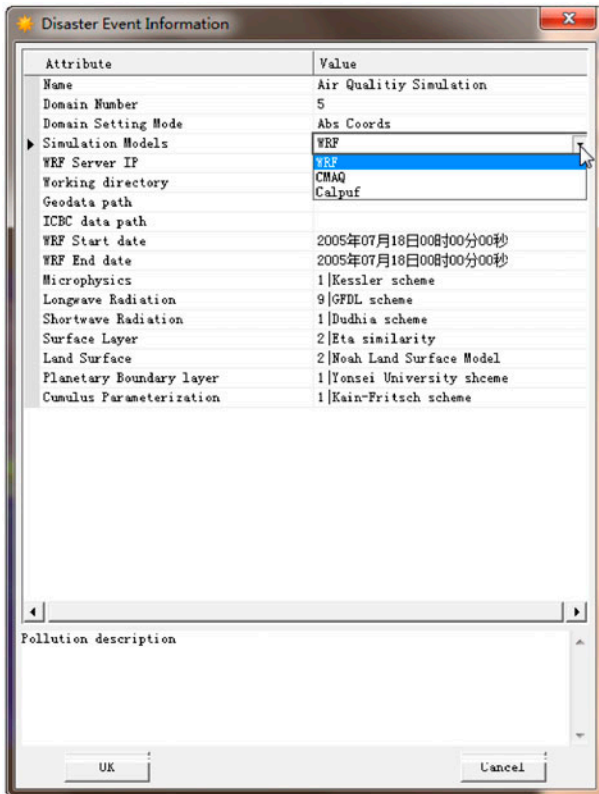 Disaster Event Information
Attribute Value
Name Air Qualitiy Simulation
Domain Number 5
Domain Setting Mode Abs Coords
Simulation Models WRF
WRF Server IP WRF
Working directory CMAQ
Calpuf
Geodata path
ICBC data path
WRF Start date 2005年07月18日00时00分00秒
WRF End date 2005年07月18日00时00分00秒
Microphysics 1|Kessler scheme
Longwave Radiation 9|GFDL scheme
Shortwave Radiation 1|Dudhia scheme
Surface Layer 2|Eta similarity
Land Surface 2|Noah Land Surface Model
Planetary Boundary layer 1|Yonsei University shceme
Cumulus Parameterization 1|Kain-Fritsch scheme
Pollution description
OK Cancel